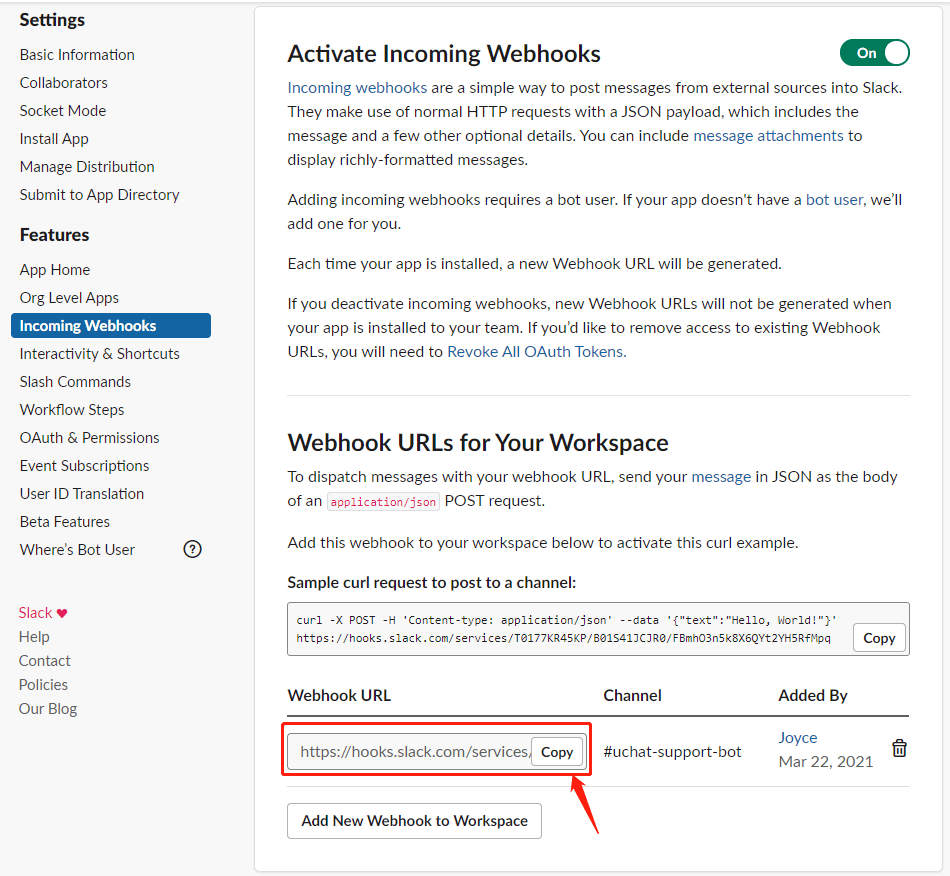 Settings
Basic Information
Collaborators
Socket Mode
Install App
Manage Distribution
Submit to App Directory
Features
App Home
Org Level Apps
Incoming Webhooks
Interactivity & Shortcuts
Slash Commands
Workflow Steps
OAuth & Permissions
Event Subscriptions
User ID Translation
Beta Features
Where's Bot User ?
Slack ♥
Help
Contact
Policies
Our Blog
Activate Incoming Webhooks
On
Incoming webhooks are a simple way to post messages from external sources into Slack.
They make use of normal HTTP requests with a JSON payload, which includes the
message and a few other optional details. You can include message attachments to
display richly-formatted messages.
Adding incoming webhooks requires a bot user. If your app doesn't have a bot user, we'll
add one for you.
Each time your app is installed, a new Webhook URL will be generated.
If you deactivate incoming webhooks, new Webhook URLs will not be generated when
your app is installed to your team. If you'd like to remove access to existing Webhook
URLs, you will need to Revoke All OAuth Tokens.
Webhook URLs for Your Workspace
To dispatch messages with your webhook URL, send your message in JSON as the body
of an application/json POST request.
Add this webhook to your workspace below to activate this curl example.
Sample curl request to post to a channel:
curl -X POST -H 'Content-type: application/json' --data '{"text":"Hello, World!"}'
https://hooks.slack.com/services/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
Copy
Webhook URL Channel Added By
https://hooks.slack.com/services/ Copy #uchat-support-bot Joyce
Mar 22, 2021
Add New Webhook to Workspace